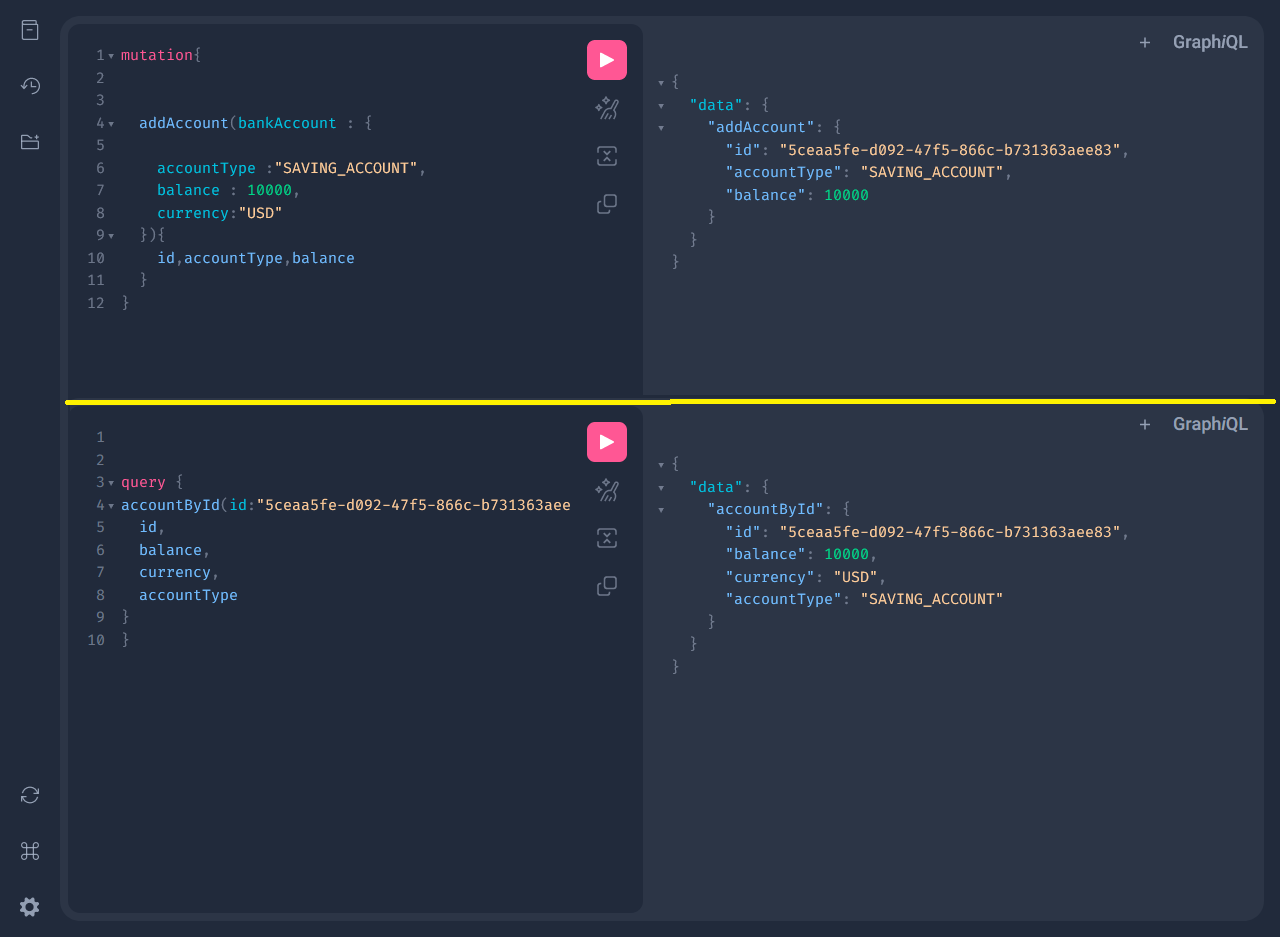 1 mutation{
2
3
4 addAccount(bankAccount : {
5
6 accountType :"SAVING_ACCOUNT",
7 balance : 10000,
8 currency:"USD"
9 }){
10 id,accountType,balance
11 }
12 }
+ GraphiQL
{
"data": {
"addAccount": {
"id": "5ceaa5fe-d092-47f5-866c-b731363aee83",
"accountType": "SAVING_ACCOUNT",
"balance": 10000
}
}
}
1
2
3 query {
4 accountById(id:"5ceaa5fe-d092-47f5-866c-b731363aee
5 id,
6 balance,
7 currency,
8 accountType
9 }
10 }
+ GraphiQL
{
"data": {
"accountById": {
"id": "5ceaa5fe-d092-47f5-866c-b731363aee83",
"balance": 10000,
"currency": "USD",
"accountType": "SAVING_ACCOUNT"
}
}
}